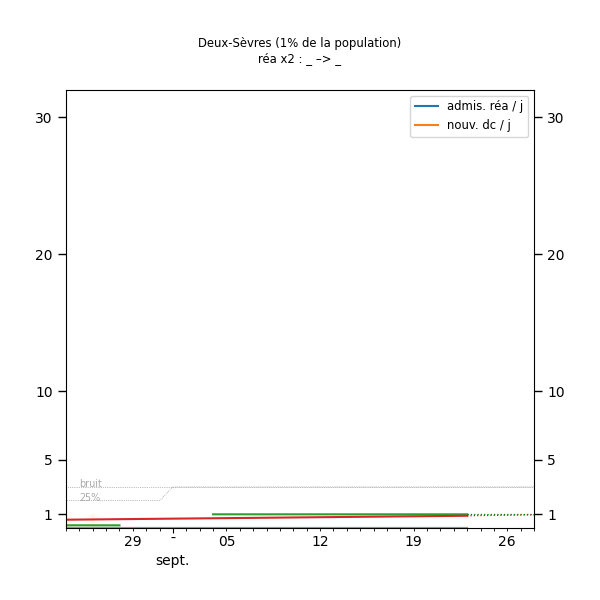 Deux-Sèvres (1% de la population)
réa x2 : _ –> _
admis. réa / j
nouv. dc / j
30 30
20 20
10 10
5 5
bruit
25%
1 1
29 - 05 12 19 26
sept.